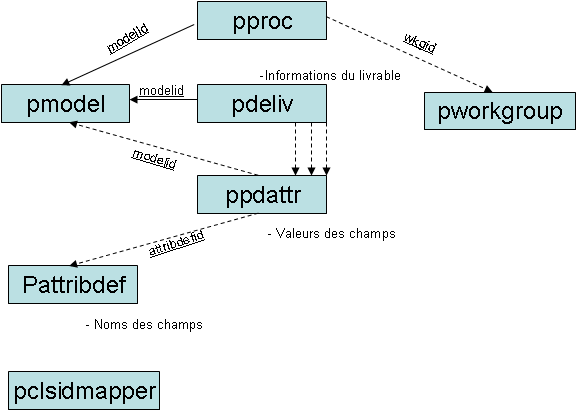 pproc
modelid
wkgid
-Informations du livrable
pmodel
modelid
pdeliv
pworkgroup
modelid
ppdattr
attribdefid
- Valeurs des champs
Pattribdef
- Noms des champs
pclsidmapper